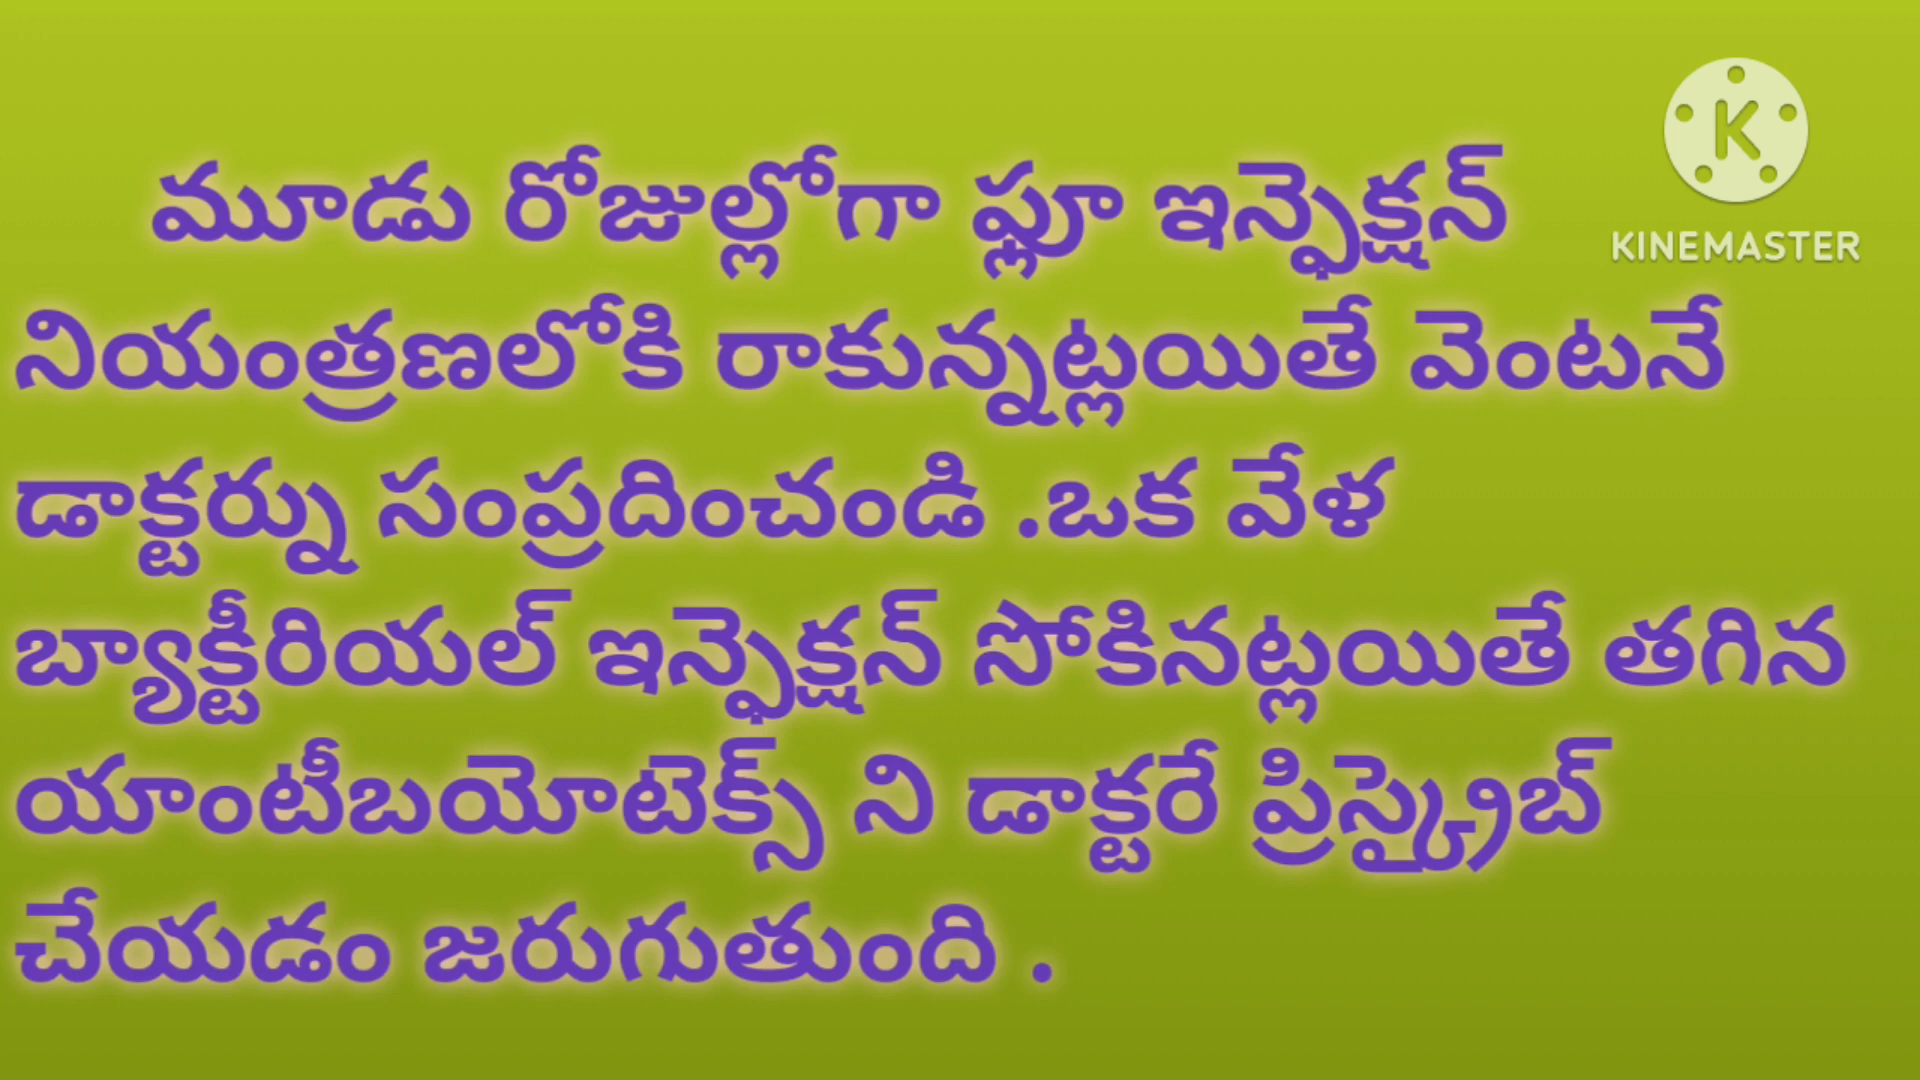 K
KINEMASTER
మూడు రోజుల్లోగా ఫ్లూ ఇన్ఫెక్షన్
నియంత్రణలోకి రాకున్నట్లయితే వెంటనే
డాక్టర్ను సంప్రదించండి .ఒక వేళ
బ్యాక్టీరియల్ ఇన్ఫెక్షన్ సోకినట్లయితే తగిన
యాంటీబయోటెక్స్ ని డాక్టరే ప్రిస్క్రైబ్
చేయడం జరుగుతుంది .